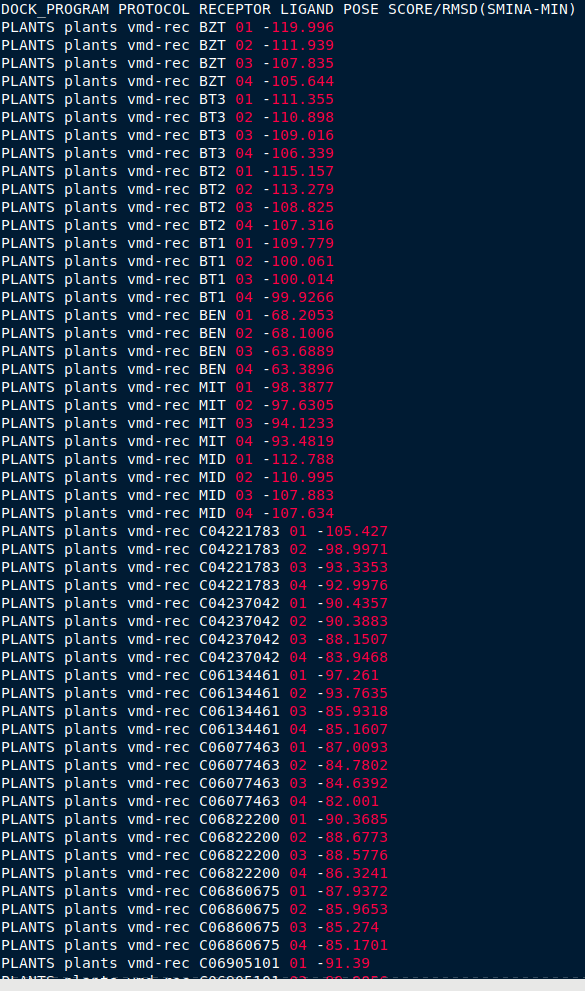 DOCK_PROGRAM PROTOCOL RECEPTOR LIGAND POSE SCORE/RMSD(SMINA-MIN)
PLANTS plants vmd-rec BZT 01 -119.996
PLANTS plants vmd-rec BZT 02 -111.939
PLANTS plants vmd-rec BZT 03 -107.835
PLANTS plants vmd-rec BZT 04 -105.644
PLANTS plants vmd-rec BT3 01 -111.355
PLANTS plants vmd-rec BT3 02 -110.898
PLANTS plants vmd-rec BT3 03 -109.016
PLANTS plants vmd-rec BT3 04 -106.339
PLANTS plants vmd-rec BT2 01 -115.157
PLANTS plants vmd-rec BT2 02 -113.279
PLANTS plants vmd-rec BT2 03 -108.825
PLANTS plants vmd-rec BT2 04 -107.316
PLANTS plants vmd-rec BT1 01 -109.779
PLANTS plants vmd-rec BT1 02 -100.061
PLANTS plants vmd-rec BT1 03 -100.014
PLANTS plants vmd-rec BT1 04 -99.9266
PLANTS plants vmd-rec BEN 01 -68.2053
PLANTS plants vmd-rec BEN 02 -68.1006
PLANTS plants vmd-rec BEN 03 -63.6889
PLANTS plants vmd-rec BEN 04 -63.3896
PLANTS plants vmd-rec MIT 01 -98.3877
PLANTS plants vmd-rec MIT 02 -97.6305
PLANTS plants vmd-rec MIT 03 -94.1233
PLANTS plants vmd-rec MIT 04 -93.4819
PLANTS plants vmd-rec MID 01 -112.788
PLANTS plants vmd-rec MID 02 -110.995
PLANTS plants vmd-rec MID 03 -107.883
PLANTS plants vmd-rec MID 04 -107.634
PLANTS plants vmd-rec C04221783 01 -105.427
PLANTS plants vmd-rec C04221783 02 -98.9971
PLANTS plants vmd-rec C04221783 03 -93.3353
PLANTS plants vmd-rec C04221783 04 -92.9976
PLANTS plants vmd-rec C04237042 01 -90.4357
PLANTS plants vmd-rec C04237042 02 -90.3883
PLANTS plants vmd-rec C04237042 03 -88.1507
PLANTS plants vmd-rec C04237042 04 -83.9468
PLANTS plants vmd-rec C06134461 01 -97.261
PLANTS plants vmd-rec C06134461 02 -93.7635
PLANTS plants vmd-rec C06134461 03 -85.9318
PLANTS plants vmd-rec C06134461 04 -85.1607
PLANTS plants vmd-rec C06077463 01 -87.0093
PLANTS plants vmd-rec C06077463 02 -84.7802
PLANTS plants vmd-rec C06077463 03 -84.6392
PLANTS plants vmd-rec C06077463 04 -82.001
PLANTS plants vmd-rec C06822200 01 -90.3685
PLANTS plants vmd-rec C06822200 02 -88.6773
PLANTS plants vmd-rec C06822200 03 -88.5776
PLANTS plants vmd-rec C06822200 04 -86.3241
PLANTS plants vmd-rec C06860675 01 -87.9372
PLANTS plants vmd-rec C06860675 02 -85.9653
PLANTS plants vmd-rec C06860675 03 -85.274
PLANTS plants vmd-rec C06860675 04 -85.1701
PLANTS plants vmd-rec C06905101 01 -91.39
PLANTS plants vmd-rec